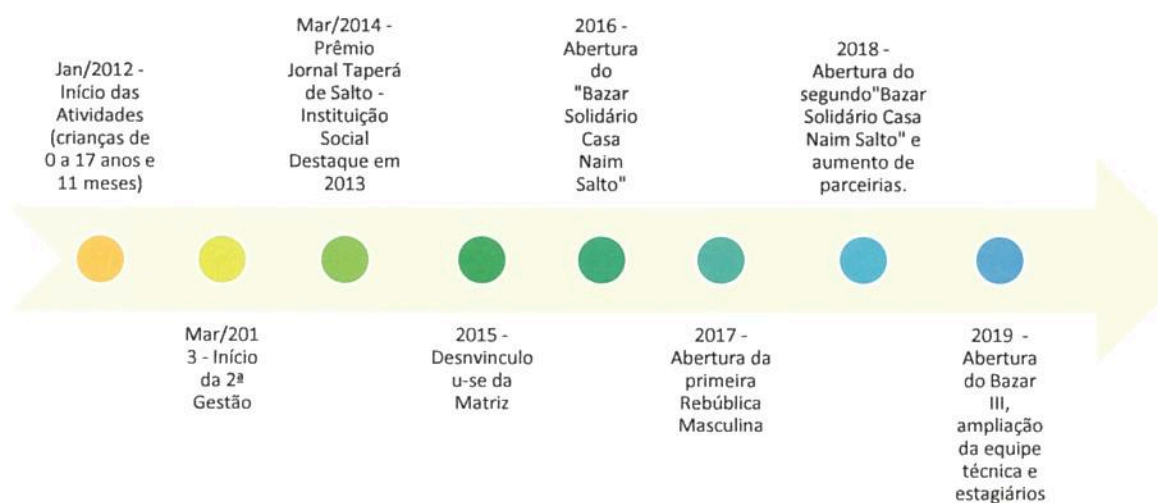 Jan/2012 -
Início das
Atividades
(crianças de
0 a 17 anos e
11 meses)
Mar/201
3 - Início
da 2ª
Gestão
Mar/2014 -
Prêmio
Jornal Taperá
de Salto -
Instituição
Social
Destaque em
2013
2015 -
Desnvinculo
u-se da
Matriz
2016 -
Abertura
do
"Bazar
Solidário
Casa
Naim
Salto"
2017 -
Abertura da
primeira
Rebública
Masculina
2018 -
Abertura do
segundo"Bazar
Solidário Casa
Naim Salto" e
aumento de
parceirias.
2019 -
Abertura
do Bazar
III,
ampliação
da equipe
técnica e
estagiários